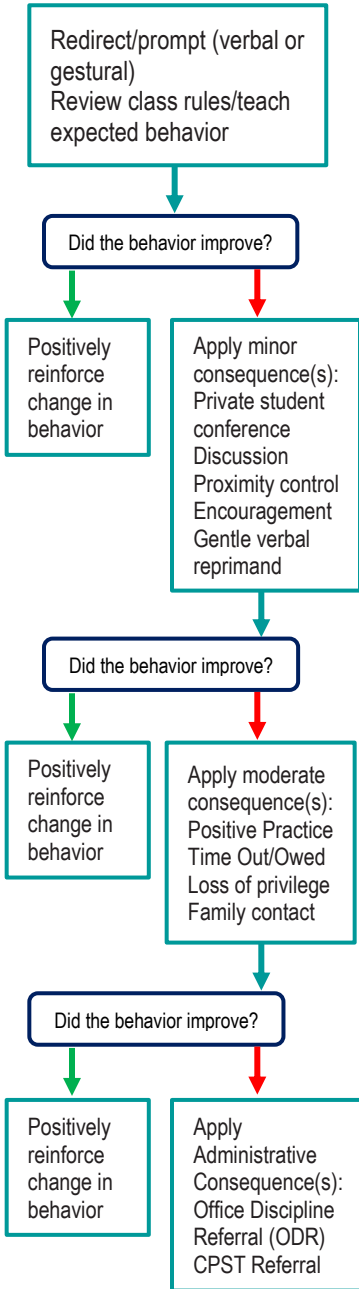 Redirect/prompt (verbal or
gestural)
Review class rules/teach
expected behavior
Did the behavior improve?
Positively
reinforce
change in
behavior
Apply minor
consequence(s):
Private student
conference
Discussion
Proximity control
Encouragement
Gentle verbal
reprimand
Did the behavior improve?
Positively
reinforce
change in
behavior
Apply moderate
consequence(s):
Positive Practice
Time Out/Owed
Loss of privilege
Family contact
Did the behavior improve?
Positively
reinforce
change in
behavior
Apply
Administrative
Consequence(s):
Office Discipline
Referral (ODR)
CPST Referral